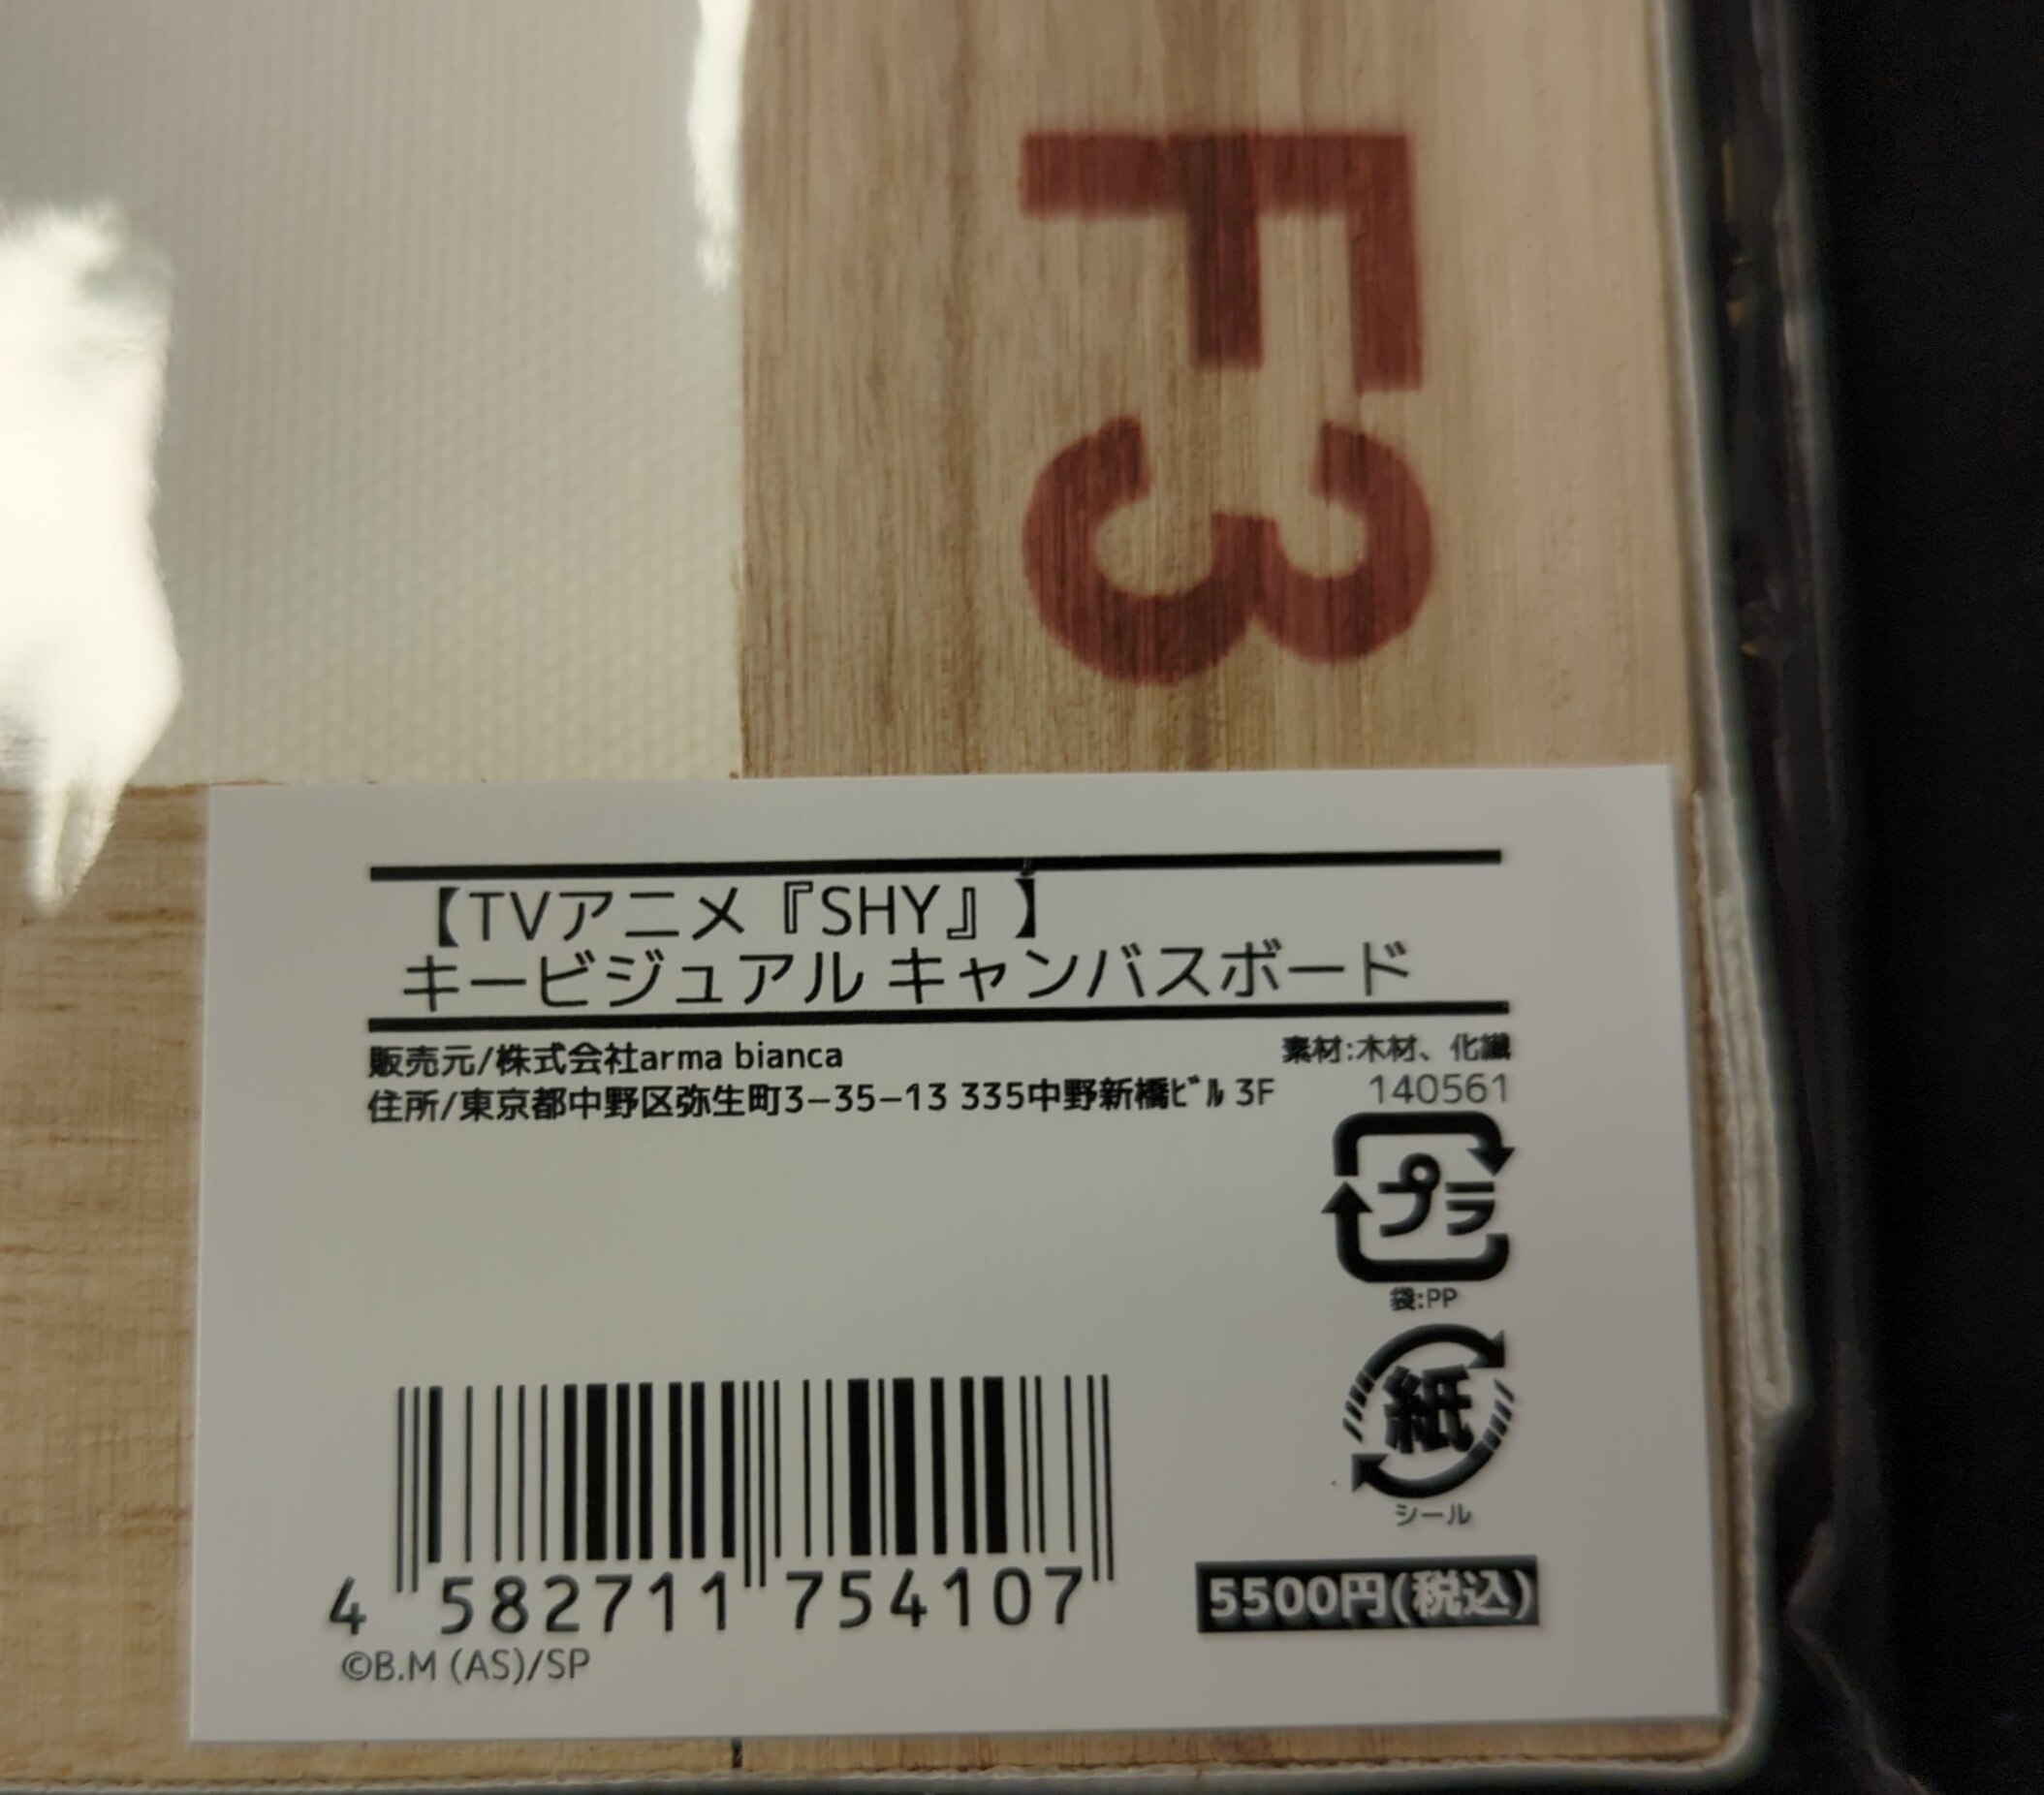 F3
【TVアニメ『SHY』】
キービジュアル キャンバスボード
販売元/株式会社arma bianca
素材:木材、化繊
住所/東京都中野区弥生町3−35−13 335中野新橋ﾋﾞﾙ 3F
140561
プラ
袋:PP
紙
シール
4 582711 754107
5500円(税込)
©B.M (AS)/SP